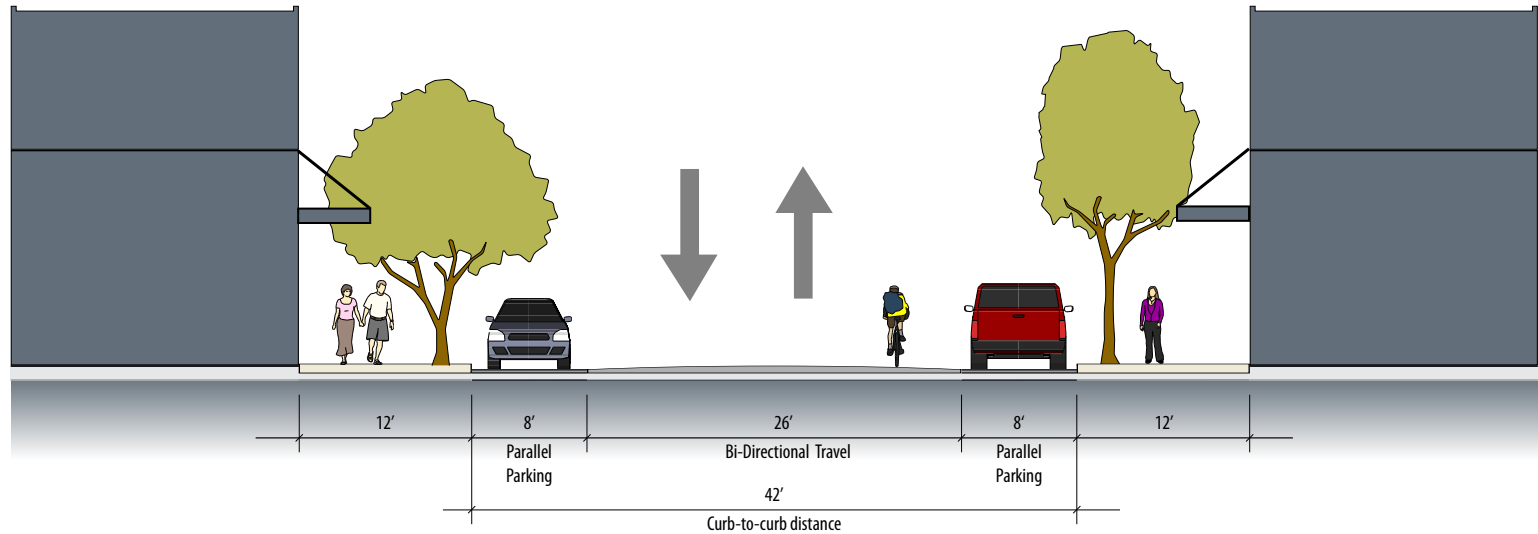 12′
8′
26′
8‘
12′
Parallel
Parking
Bi-Directional Travel
Parallel
Parking
42′
Curb-to-curb distance